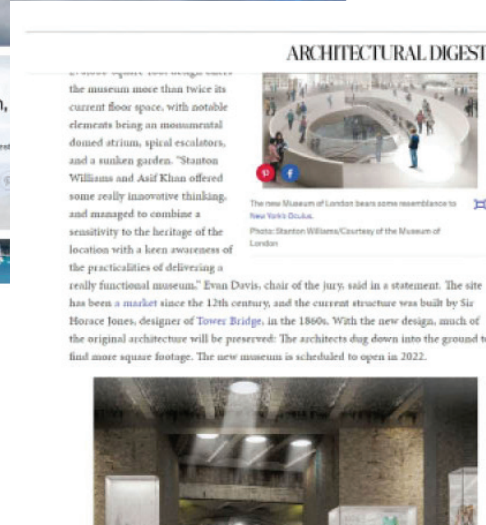 ARCHITECTURAL DIGEST
the museum more than twice its
current floor space, with notable
elements being an monumental
domed atrium, spiral escalators,
and a sunken garden. "Stanton
Williams and Asif Khan offered
some really innovative thinking,
and managed to combine a
sensitivity to the heritage of the
location with a keen awareness of
the practicalities of delivering a
The new Museum of London bears some resemblance to
New York's Oculus.
Photo: Stanton Williams/Courtesy of the Museum of
London
really functional museum," Evan Davis, chair of the jury, said in a statement. The site
has been a market since the 12th century, and the current structure was built by Sir
Horace Jones, designer of Tower Bridge, in the 1860s. With the new design, much of
the original architecture will be preserved: The architects dug down into the ground to
find more square footage. The new museum is scheduled to open in 2022.